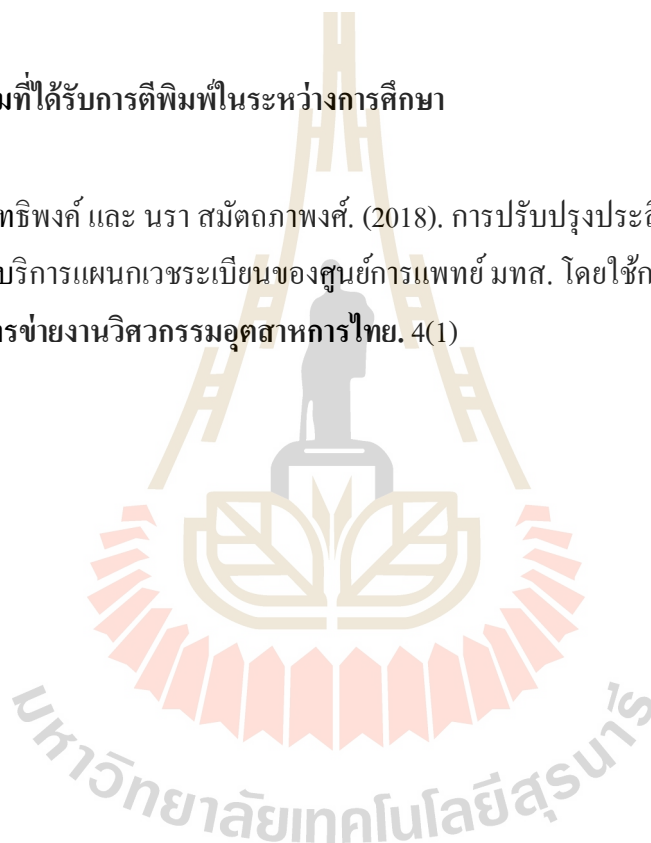 มที่ได้รับการตีพิมพ์ในระหว่างการศึกษา
ทธิพงค์ และ นรา สมัตถภาพงศ์. (2018). การปรับปรุงประสิ
บริการแผนกเวชระเบียนของศูนย์การแพทย์ มทส. โดยใช้ก
ารข่ายงานวิศวกรรมอุตสาหการไทย. 4(1)
มหาวิทยาลัยเทคโนโลยีสุรนารี